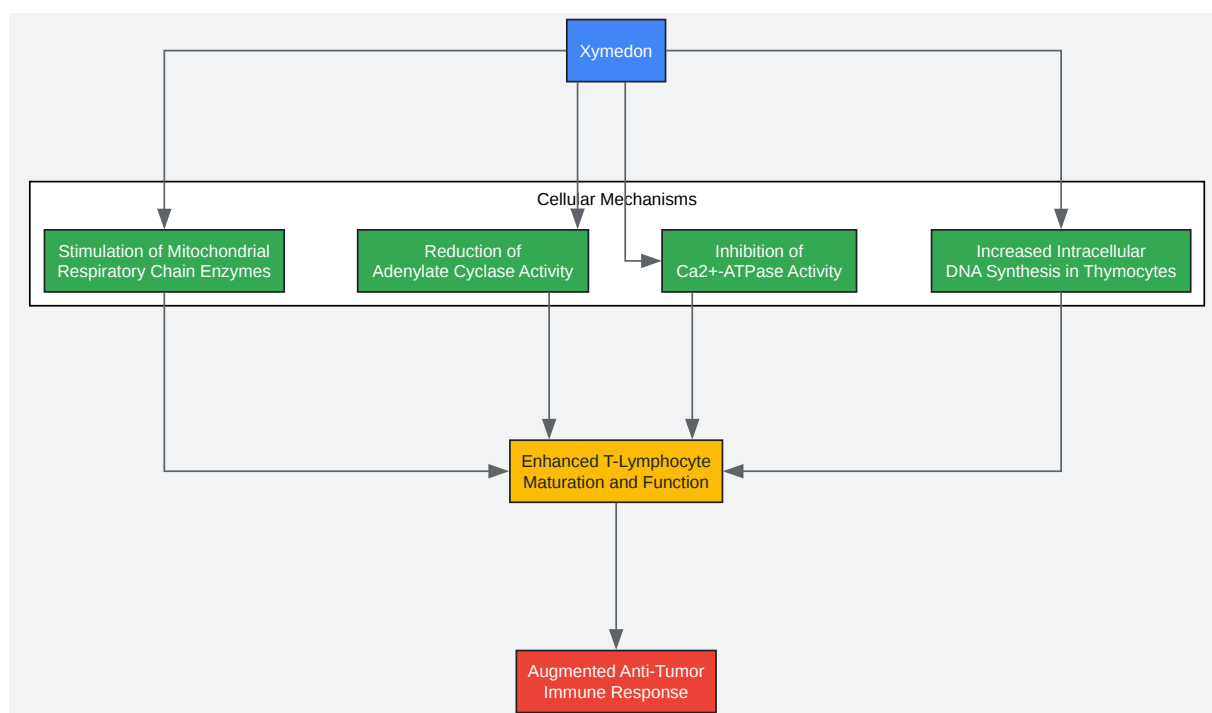 Xymedon
Cellular Mechanisms
Stimulation of Mitochondrial
Respiratory Chain Enzymes
Reduction of
Adenylate Cyclase Activity
Inhibition of
Ca2+-ATPase Activity
Increased Intracellular
DNA Synthesis in Thymocytes
Enhanced T-Lymphocyte
Maturation and Function
Augmented Anti-Tumor
Immune Response